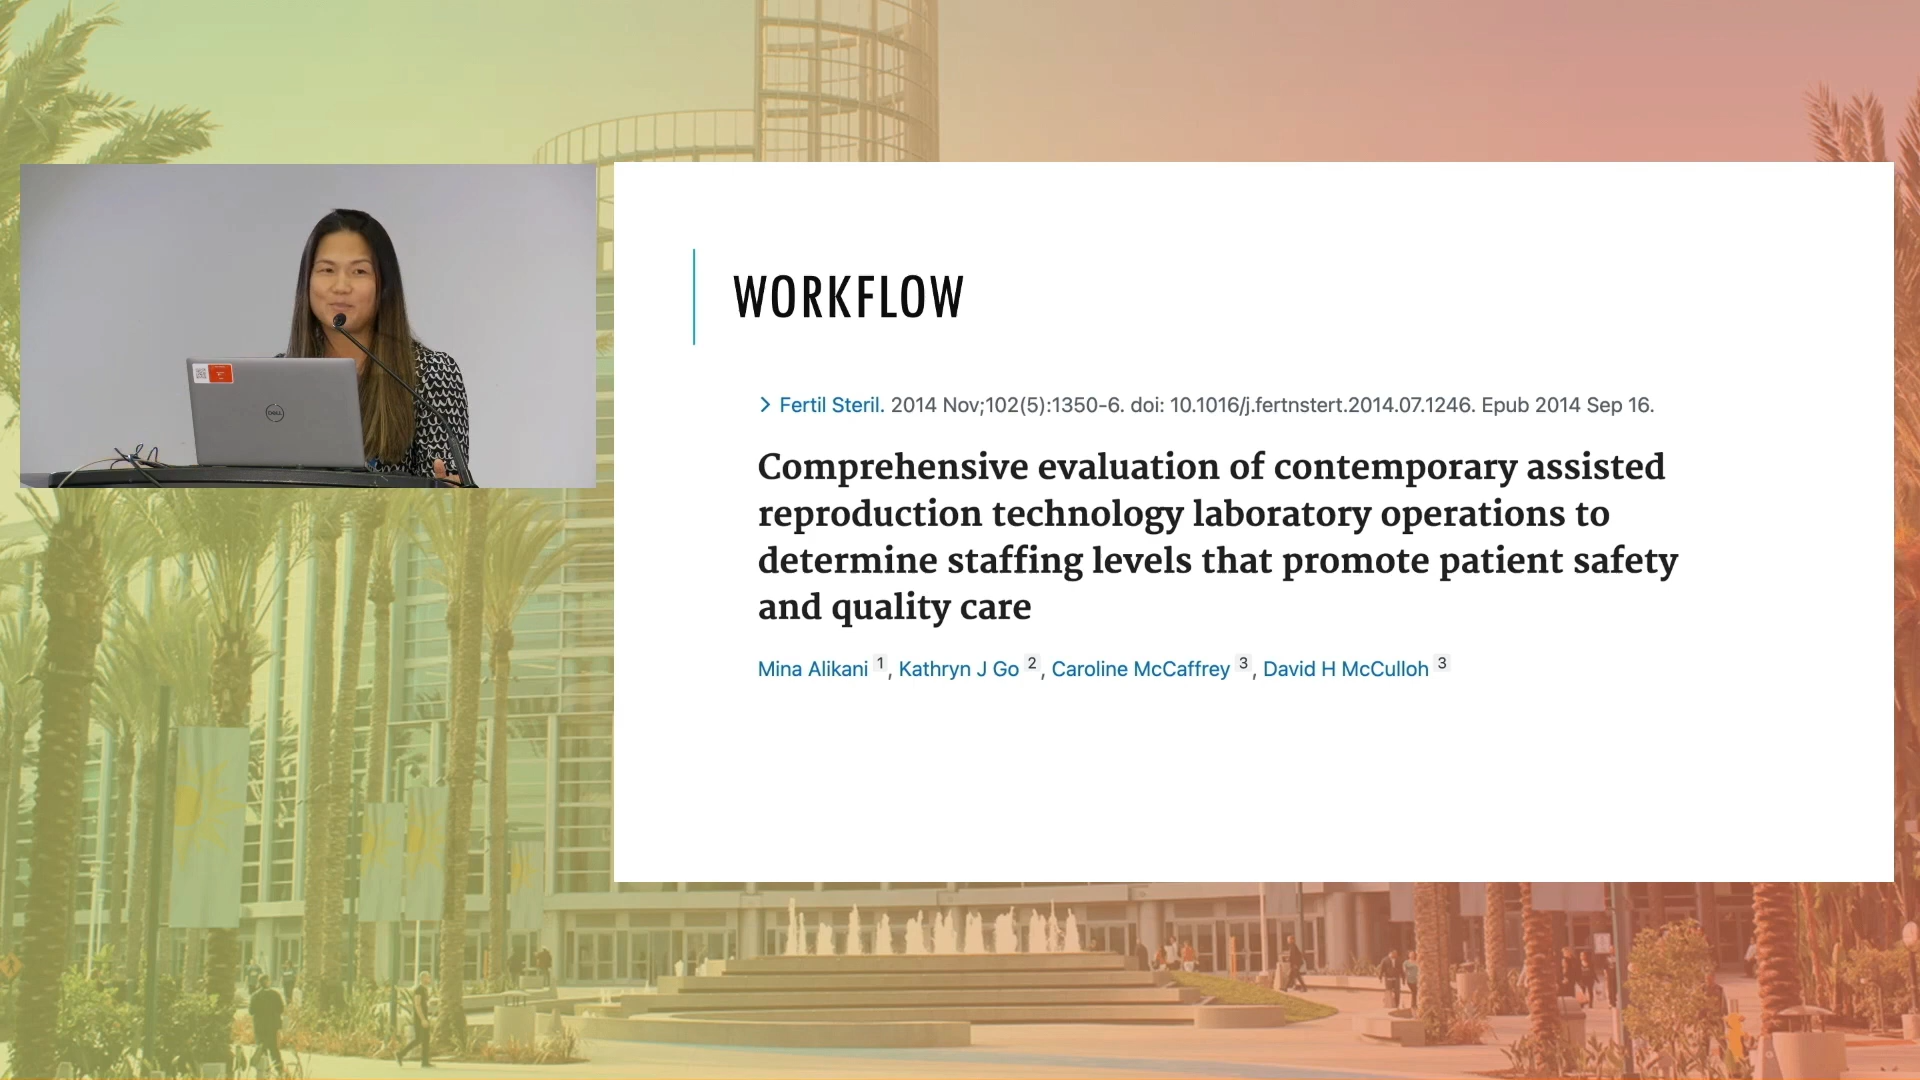 WORKFLOW
> Fertil Steril. 2014 Nov;102(5):1350-6. doi: 10.1016/j.fertnstert.2014.07.1246. Epub 2014 Sep 16.
Comprehensive evaluation of contemporary assisted
reproduction technology laboratory operations to
determine staffing levels that promote patient safety
and quality care
Mina Alikani 1 , Kathryn J Go 2 , Caroline McCaffrey 3 , David H McCulloh 3
DELL